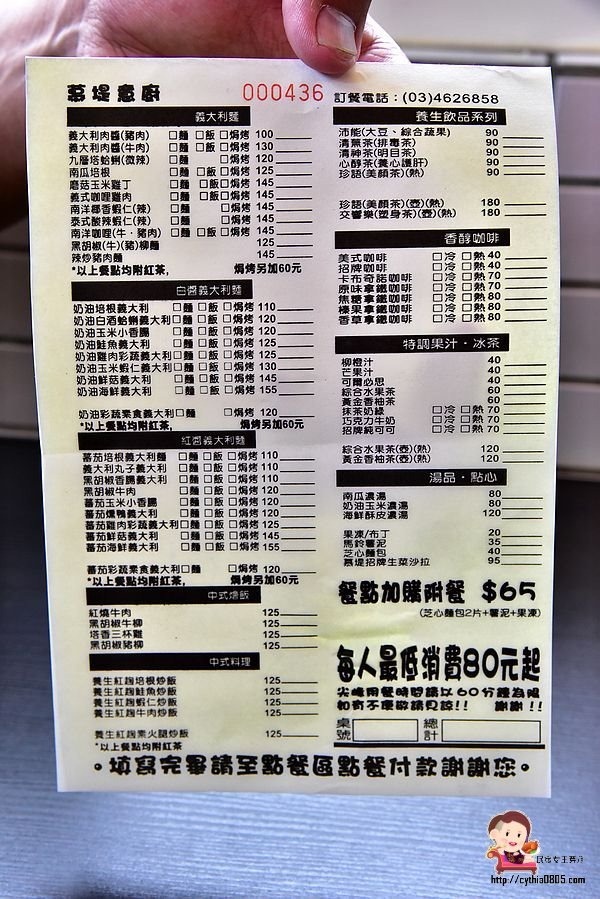 慕堤意廚
000436 訂餐電話：(03)4626858
義大利麵
義大利肉醬(豬肉) □麵 □飯 □焗烤 100
義大利肉醬(牛肉) □麵 □飯 □焗烤 130
九層塔蛤蜊(微辣) □麵 □焗烤 120
南瓜培根 □麵 □飯 □焗烤 125
蘑菇玉米雞丁 □麵 □飯 □焗烤 145
義式咖哩雞肉 □麵 □飯 □焗烤 145
南洋椰香蝦仁(辣) □麵 □焗烤 145
泰式酸辣蝦仁(辣) □麵 □焗烤 145
南洋咖哩(牛．豬肉) □麵 □飯 □焗烤 145
黑胡椒(牛)(豬)柳麵 125
辣炒豬肉麵 145
*以上餐點均附紅茶, 焗烤另加60元
白醬義大利麵
奶油培根義大利 □麵 □飯 □焗烤 110
奶油白酒蛤蜊義大利 □麵 □飯 □焗烤 120
奶油玉米小香腸 □麵 □飯 □焗烤 120
奶油鮭魚義大利 □麵 □飯 □焗烤 125
奶油雞肉彩蔬義大利 □麵 □飯 □焗烤 125
奶油玉米蝦仁義大利 □麵 □飯 □焗烤 130
奶油鮮菇義大利 □麵 □飯 □焗烤 145
奶油海鮮義大利 □麵 □飯 □焗烤 155
奶油彩蔬素食義大利 □麵 □焗烤 120
*以上餐點均附紅茶, 焗烤另加60元
紅醬義大利麵
蕃茄培根義大利麵 □麵 □飯 □焗烤 110
義大利丸子義大利 □麵 □飯 □焗烤 110
黑胡椒香腸義大利 □麵 □飯 □焗烤 110
黑胡椒牛肉 □麵 □飯 □焗烤 120
蕃茄玉米小香腸 □麵 □飯 □焗烤 120
蕃茄燻鴨義大利 □麵 □飯 □焗烤 120
蕃茄雞肉彩蔬義大利 □麵 □飯 □焗烤 125
蕃茄鮮菇義大利 □麵 □飯 □焗烤 145
蕃茄海鮮義大利 □麵 □飯 □焗烤 155
蕃茄彩蔬素食義大利 □麵 □焗烤 120
*以上餐點均附紅茶, 焗烤另加60元
中式燴飯
紅燒牛肉 125
黑胡椒牛柳 125
塔香三杯雞 125
黑胡椒豬柳 125
中式料理
養生紅麴培根炒飯 125
養生紅麴鮭魚炒飯 125
養生紅麴蝦仁炒飯 125
養生紅麴牛肉炒飯 125
養生紅麴素火腿炒飯 125
*以上餐點均附紅茶
養生飲品系列
沛能(大豆、綜合蔬果) 90
清薰茶(排毒茶) 90
清神茶(明目茶) 90
心醇茶(養心護肝) 90
珍語(美顏茶)(熱) 90
珍語(美顏茶)(壺)(熱) 180
交響樂(塑身茶)(壺)(熱) 180
香醇咖啡
美式咖啡 □冷 □熱 40
招牌咖啡 □冷 □熱 40
卡布奇諾咖啡 □冷 □熱 70
原味拿鐵咖啡 □冷 □熱 70
焦糖拿鐵咖啡 □冷 □熱 80
榛果拿鐵咖啡 □冷 □熱 80
香草拿鐵咖啡 □冷 □熱 80
特調果汁．冰茶
柳橙汁 40
芒果汁 40
可爾必思 40
綜合水果茶 60
黃金香柚茶 60
抹茶奶綠 □冷 □熱 70
巧克力牛奶 □冷 □熱
招牌純可可 □冷 □熱
綜合水果茶(壺)(熱) 120
黃金香柚茶(壺)(熱) 120
湯品．點心
南瓜濃湯 80
奶油玉米濃湯 80
海鮮酥皮濃湯 120
果凍/布丁 20
馬鈴薯泥 35
芝心麵包 40
慕堤招牌生菜沙拉 95
餐點加購附餐 $65
(芝心麵包2片+薯泥+果凍)
每人最低消費80元起
尖峰用餐時間請以60分鐘為限
如有不便敬請見諒!! 謝謝!!
桌號 總計
。填寫完畢請至點餐區點餐付款謝謝您。
民宿女王芽月
http://cythia0805.com